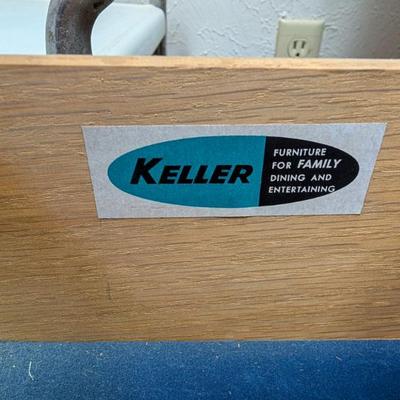 KELLER
FURNITURE
FOR FAMILY
DINING AND
ENTERTAINING